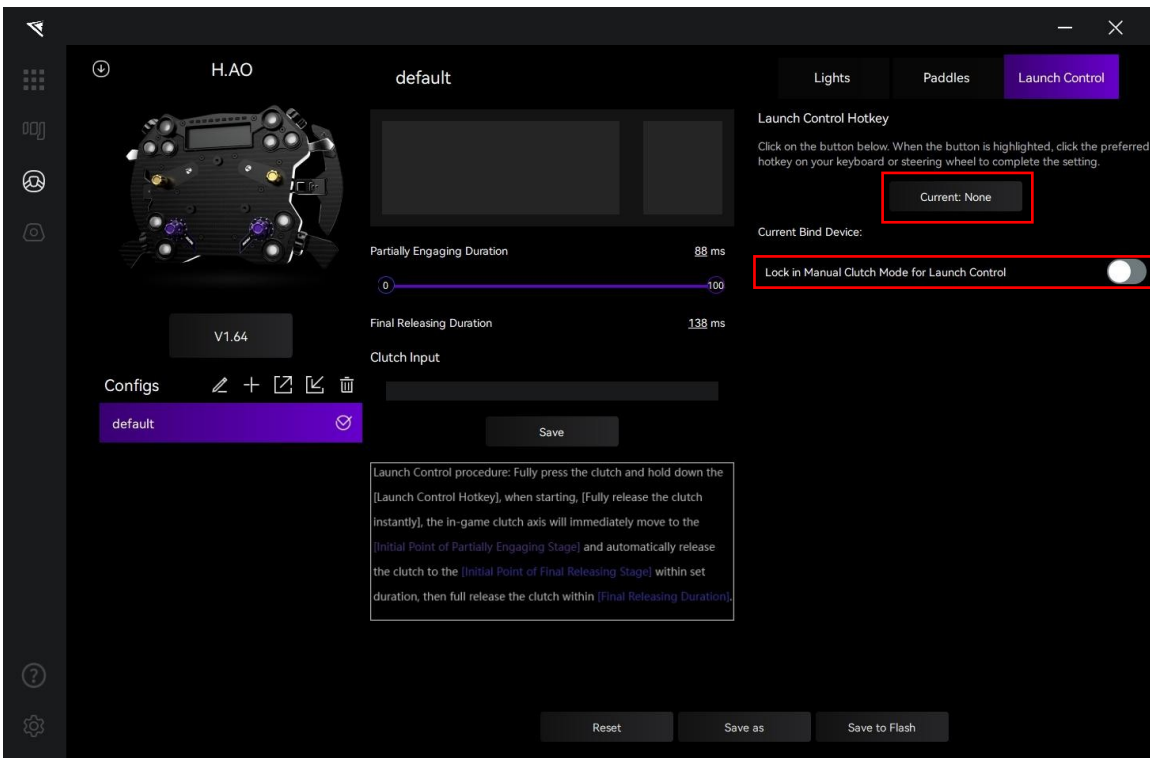 H.AO
V1.64
Configs
default
default
Partially Engaging Duration
88 ms
0
100
Final Releasing Duration
138 ms
Clutch Input
Save
Launch Control procedure: Fully press the clutch and hold down the
[Launch Control Hotkey], when starting, [Fully release the clutch
instantly], the in-game clutch axis will immediately move to the
[Initial Point of Partially Engaging Stage] and automatically release
the clutch to the [Initial Point of Final Releasing Stage] within set
duration, then full release the clutch within [Final Releasing Duration].
Lights
Paddles
Launch Control
Launch Control Hotkey
Click on the button below. When the button is highlighted, click the preferred
hotkey on your keyboard or steering wheel to complete the setting.
Current: None
Current Bind Device:
Lock in Manual Clutch Mode for Launch Control
Reset
Save as
Save to Flash